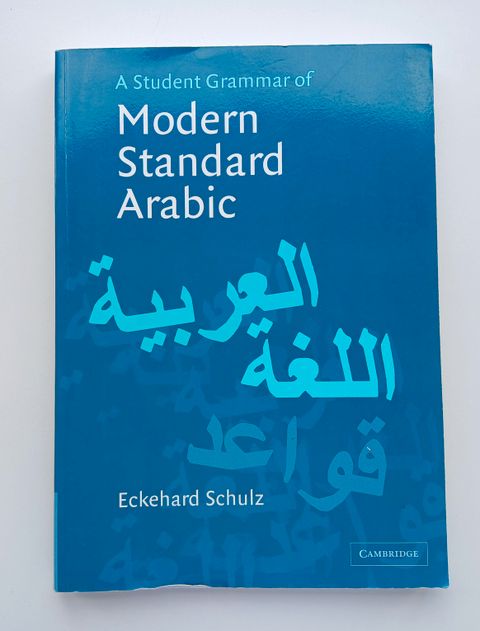 A Student Grammar of
Modern
Standard
Arabic
العربية
اللغة
قواعد
Eckehard Schulz
CAMBRIDGE